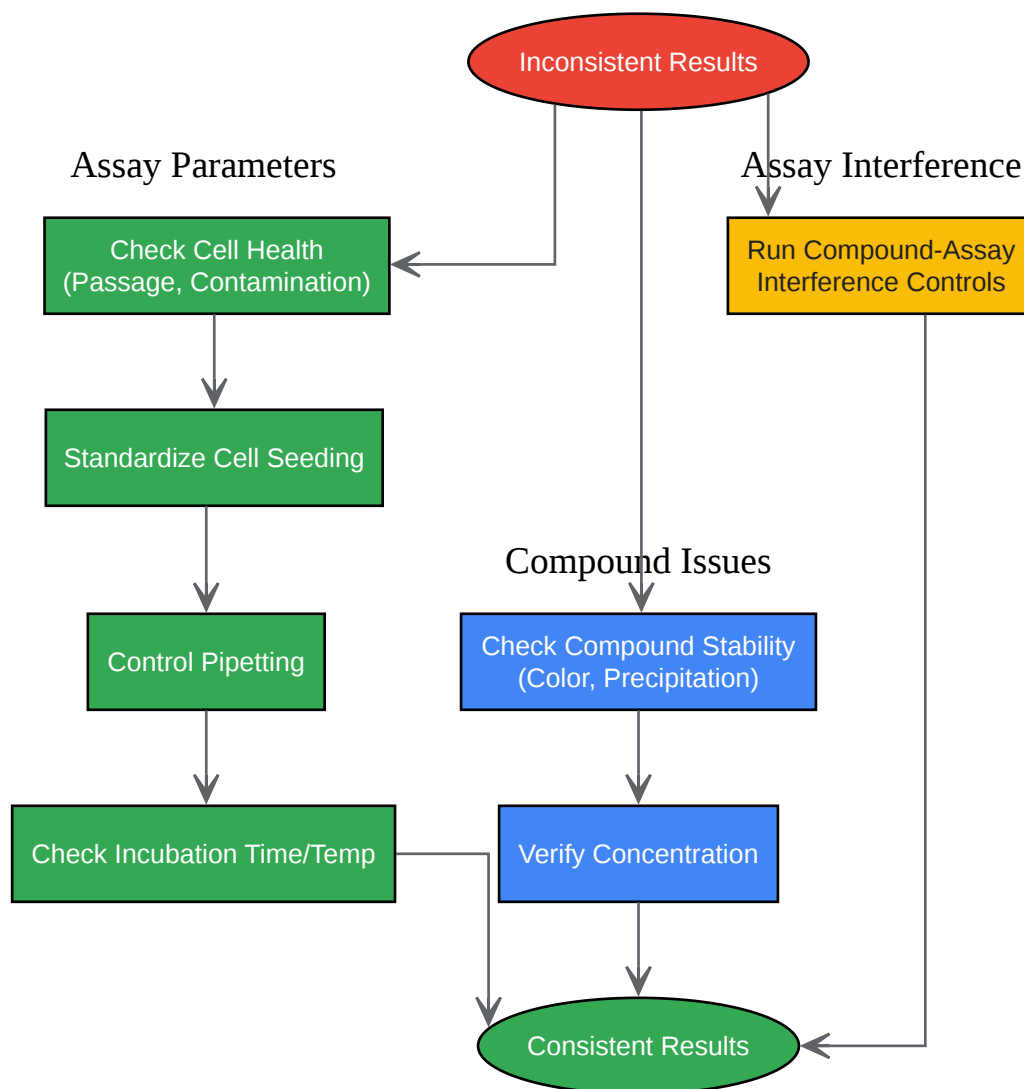 Inconsistent Results
Assay Parameters
Assay Interference
Check Cell Health
(Passage, Contamination)
Run Compound-Assay
Interference Controls
Standardize Cell Seeding
Compound Issues
Control Pipetting
Check Compound Stability
(Color, Precipitation)
Check Incubation Time/Temp
Verify Concentration
Consistent Results